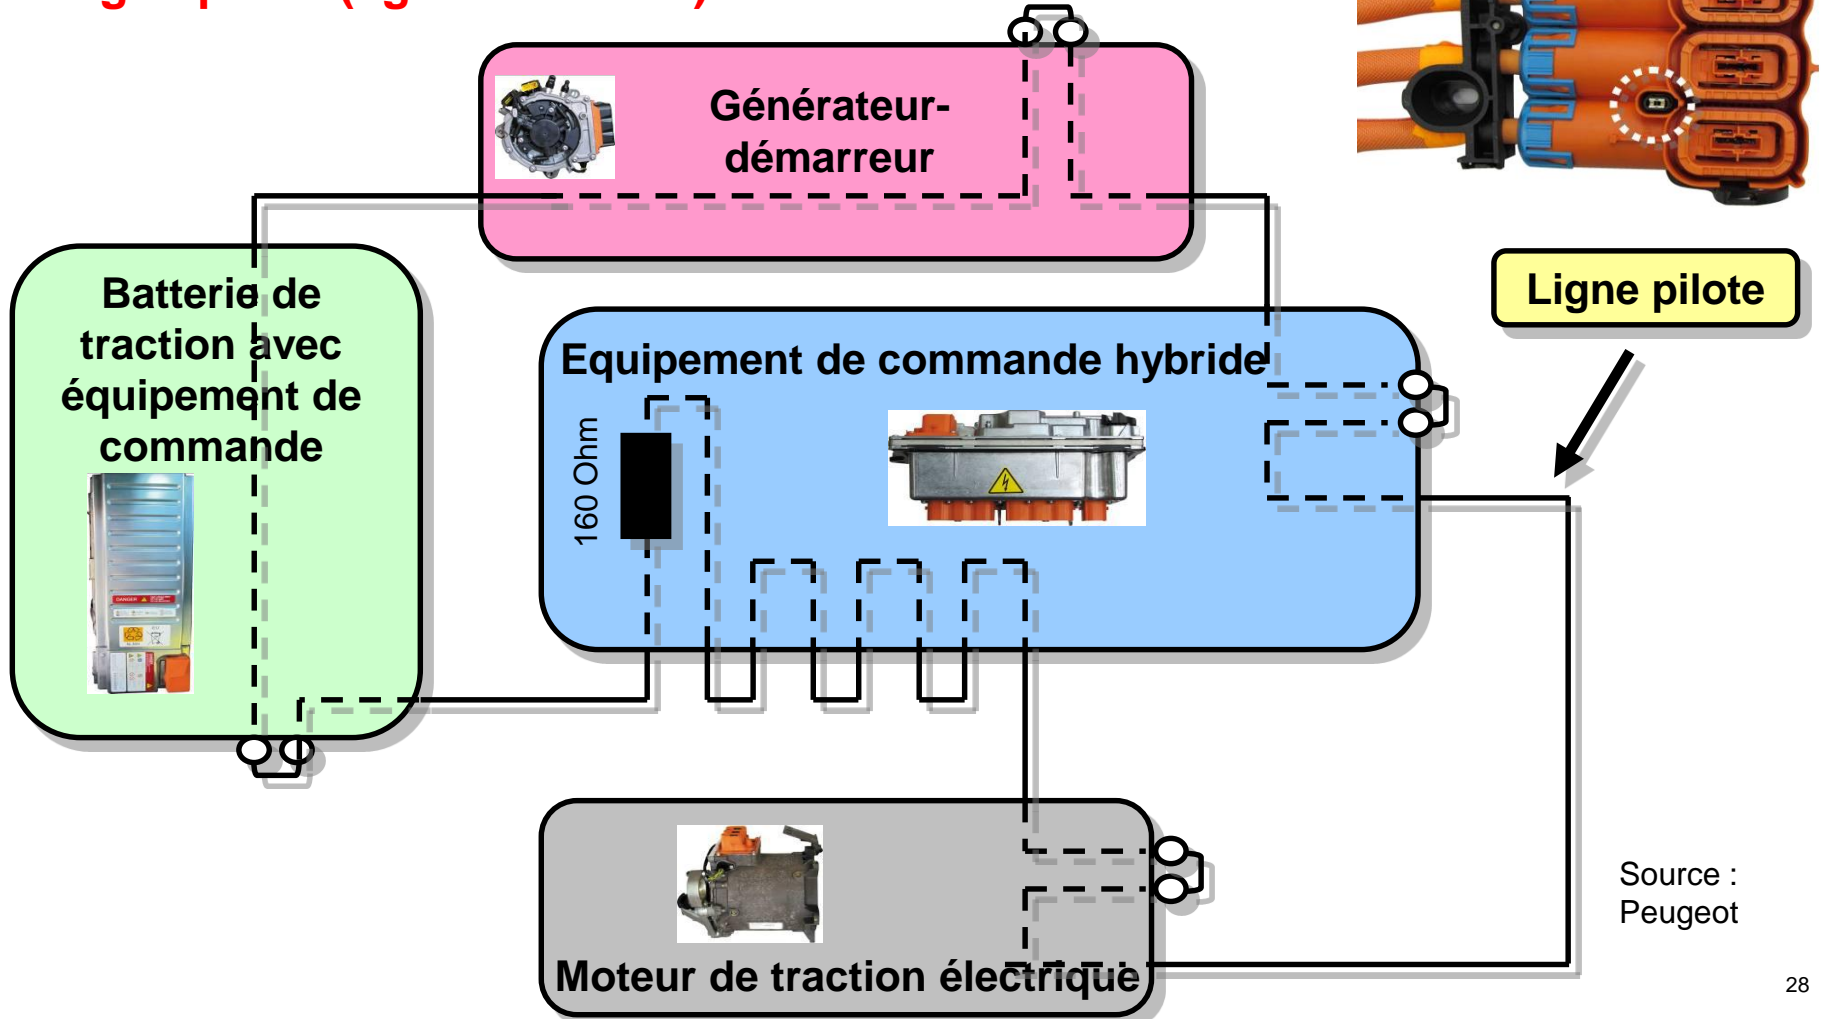 Générateur-
démarreur
Batterie de
traction avec
équipement de
commande
Equipement de commande hybride
160 Ohm
Ligne pilote
DANGER
Moteur de traction électrique
Source :
Peugeot
28